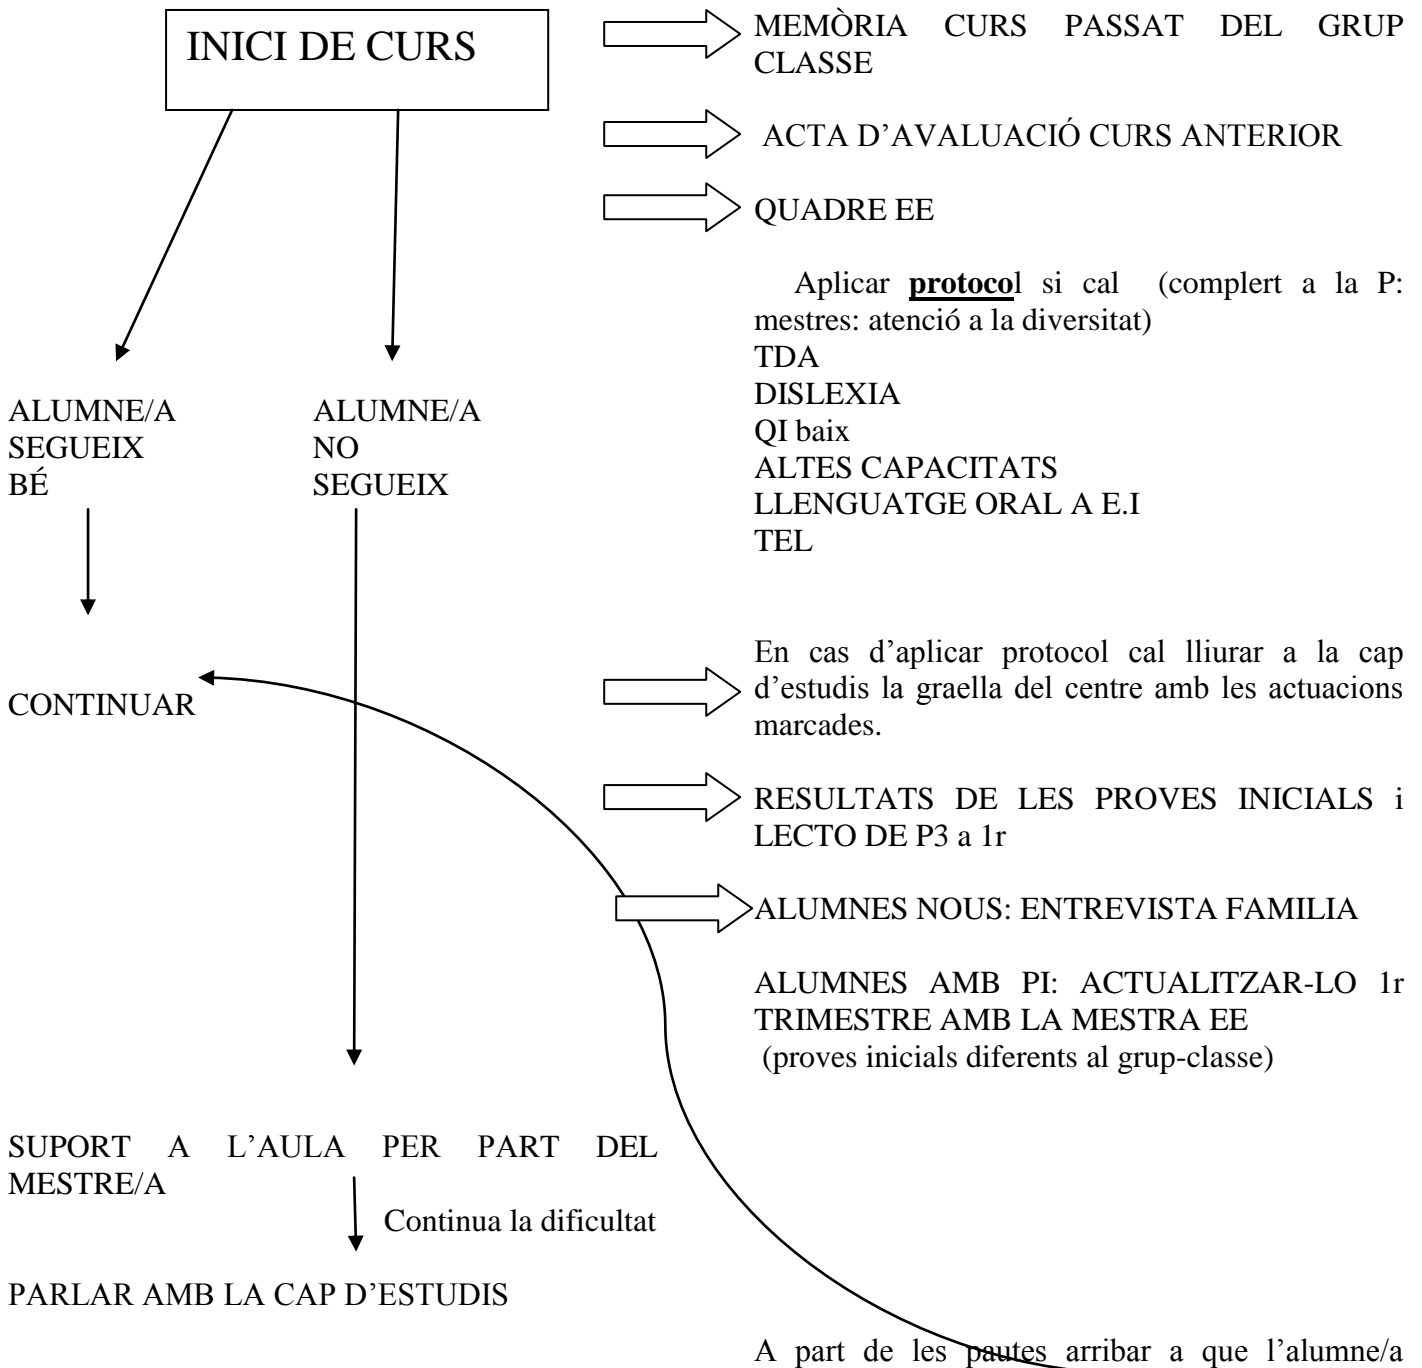 INICI DE CURS
MEMÒRIA CURS PASSAT DEL GRUP
CLASSE
ACTA D’AVALUACIÓ CURS ANTERIOR
QUADRE EE
Aplicar protocol si cal (complert a la P:
mestres: atenció a la diversitat)
TDA
DISLEXIA
QI baix
ALTES CAPACITATS
LLENGUATGE ORAL A E.I
TEL
ALUMNE/A
SEGUEIX
BÉ
ALUMNE/A
NO
SEGUEIX
CONTINUAR
En cas d’aplicar protocol cal lliurar a la cap
d’estudis la graella del centre amb les actuacions
marcades.
RESULTATS DE LES PROVES INICIALS i
LECTO DE P3 a 1r
ALUMNES NOUS: ENTREVISTA FAMILIA
ALUMNES AMB PI: ACTUALITZAR-LO 1r
TRIMESTRE AMB LA MESTRA EE
(proves inicials diferents al grup-classe)
SUPORT A L’AULA PER PART DEL
MESTRE/A
Continua la dificultat
PARLAR AMB LA CAP D’ESTUDIS
A part de les pautes arribar a que l’alumne/a